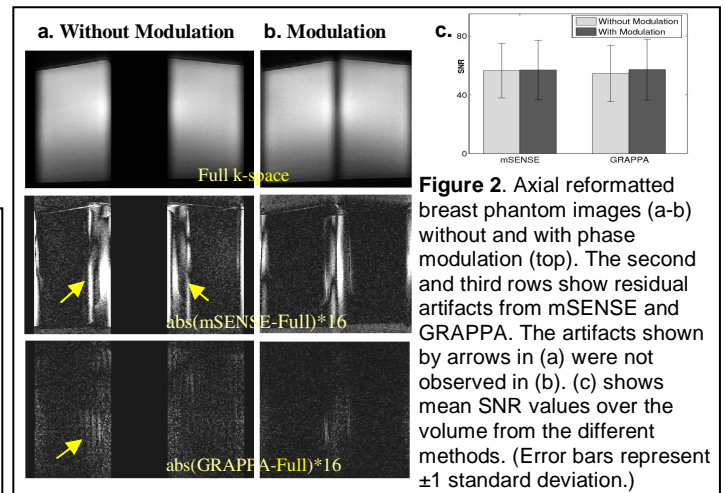 a. Without Modulation
b. Modulation
Full k-space
abs(mSENSE-Full)*16
abs(GRAPPA-Full)*16
c.
Without Modulation
With Modulation
80
40
0
SNR
mSENSE
GRAPPA
Figure 2. Axial reformatted
breast phantom images (a-b)
without and with phase
modulation (top). The second
and third rows show residual
artifacts from mSENSE and
GRAPPA. The artifacts shown
by arrows in (a) were not
observed in (b). (c) shows
mean SNR values over the
volume from the different
methods. (Error bars represent
±1 standard deviation.)